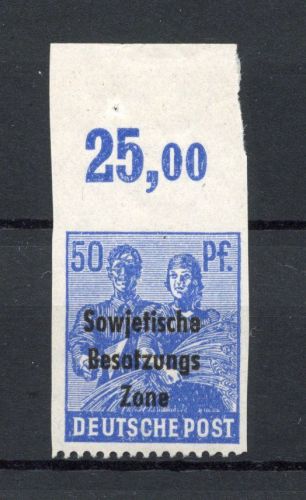 25,00
50 Pf.
Sowjetische
Besatzungs
Zone
DEUTSCHE POST